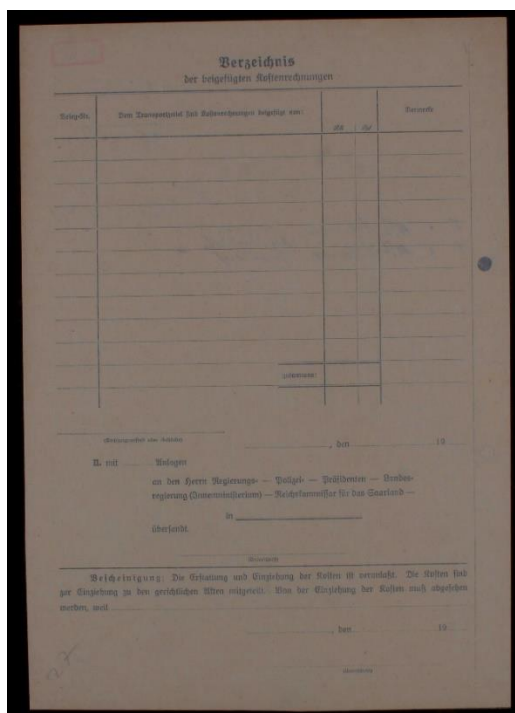 Verzeichnis
der beigefügten Kostenrechnungen
Belegstk.
Dem Transportzettel sind Kostenrechnungen beigefügt von:
Vermerke
zusammen:
, den 19
U. mit Anlagen
an den Herrn Regierungs- — Polizei- — Präsidenten — Landes-
regierung (Innenministerium) — Reichskommissar für das Saarland —
in
übersandt.
Bescheinigung: Die Erstattung und Einziehung der Kosten ist veranlaßt. Die Kosten sind
zur Einziehung zu den gerichtlichen Akten mitgeteilt. Von der Einziehung der Kosten muß abgesehen
werden, weil
, den 19